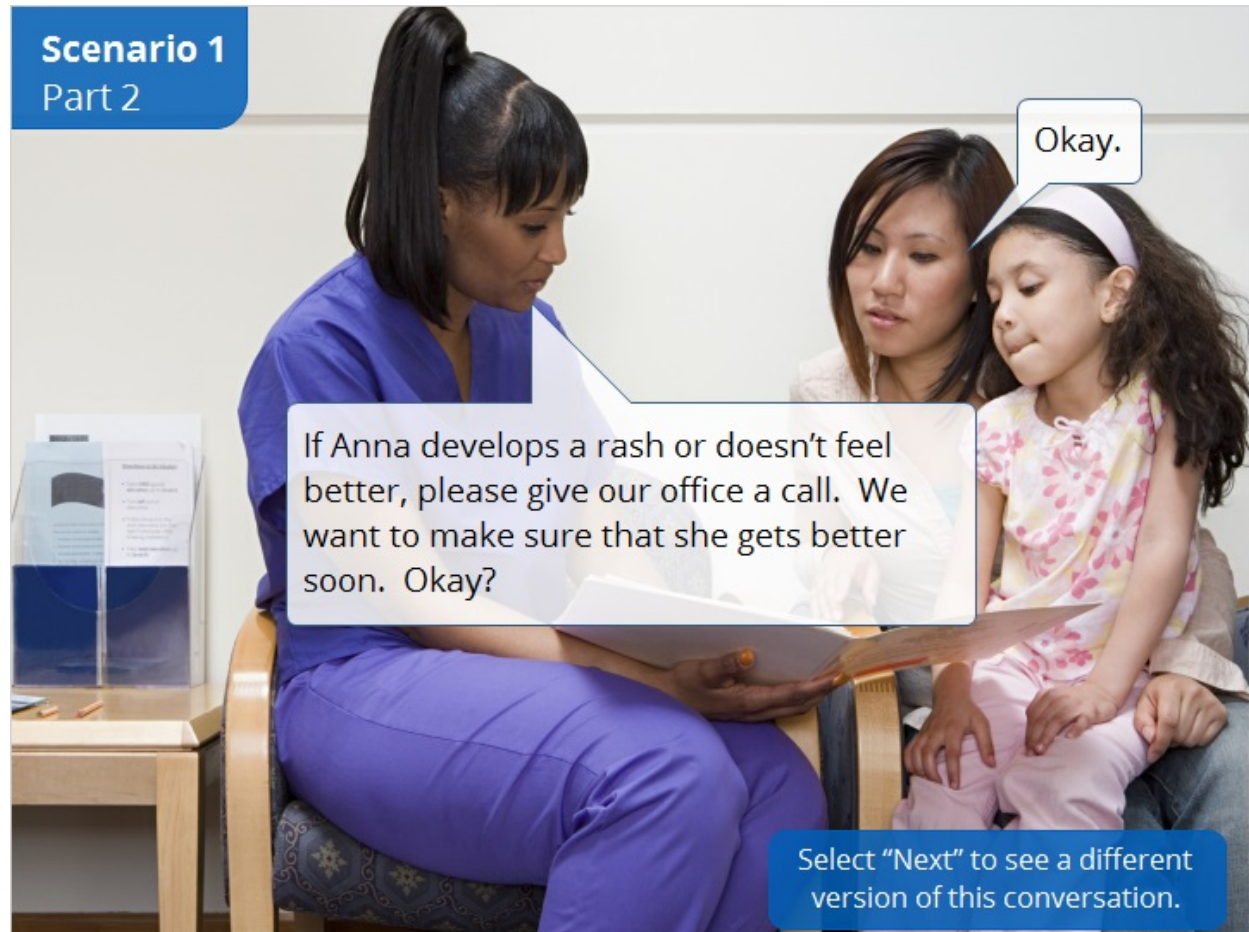 Scenario 1
Part 2
Okay.
If Anna develops a rash or doesn’t feel
better, please give our office a call.  We
want to make sure that she gets better
soon.  Okay?
Select “Next” to see a different
version of this conversation.